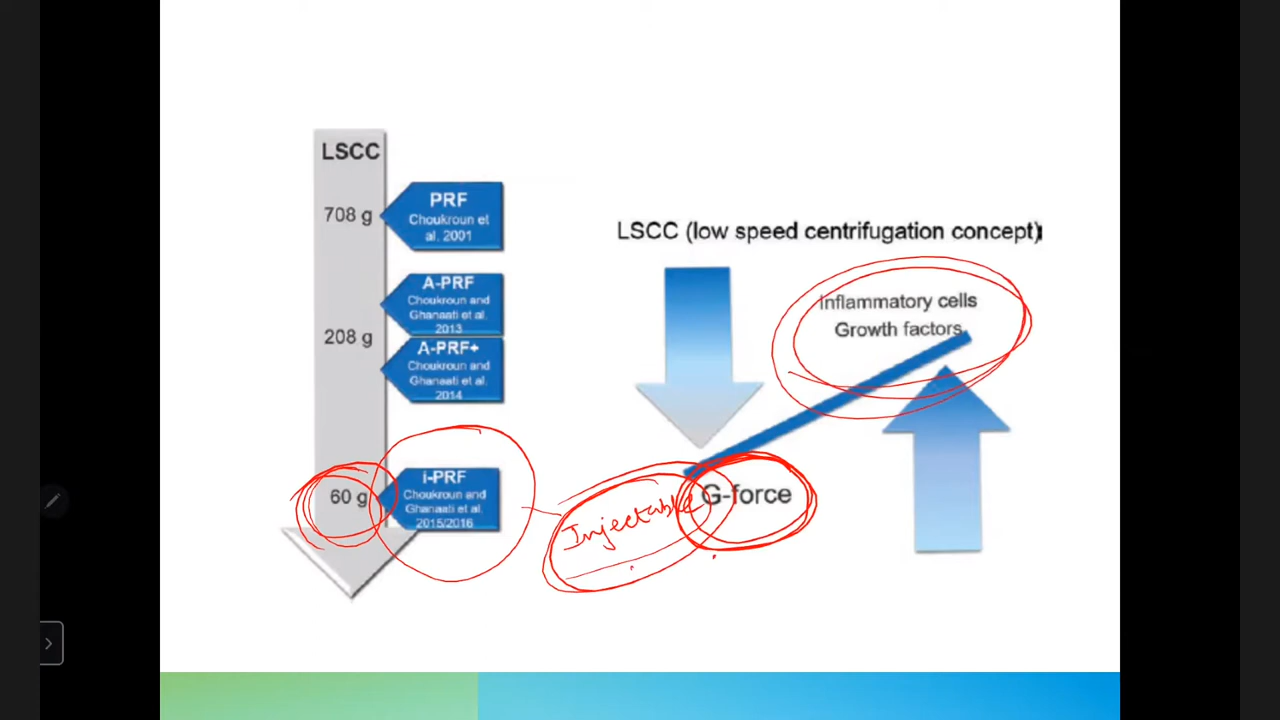 LSCC
708 g
PRF
Choukroun et
al. 2001
A-PRF
Choukroun and
Ghanaati et al.
2013
208 g
A-PRF+
Choukroun and
Ghanaati et al.
2014
60 g
i-PRF
Choukroun and
Ghanaati et al.
2015/2016
LSCC (low speed centrifugation concept)
Inflammatory cells
Growth factors
G-force
Injectable